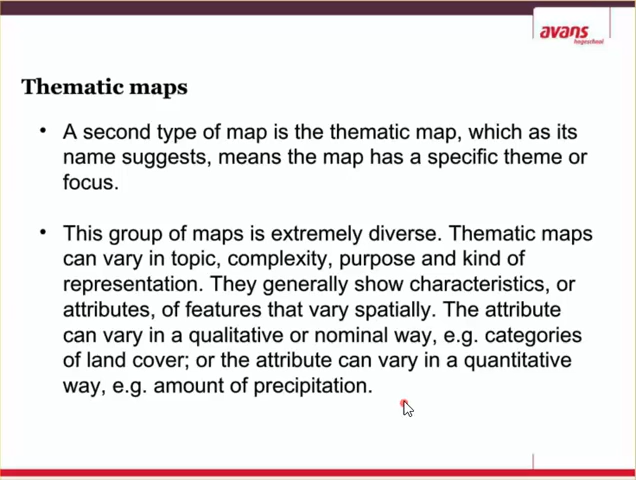 avans
hogeschool
Thematic maps
• A second type of map is the thematic map, which as its
name suggests, means the map has a specific theme or
focus.
• This group of maps is extremely diverse. Thematic maps
can vary in topic, complexity, purpose and kind of
representation. They generally show characteristics, or
attributes, of features that vary spatially. The attribute
can vary in a qualitative or nominal way, e.g. categories
of land cover; or the attribute can vary in a quantitative
way, e.g. amount of precipitation.